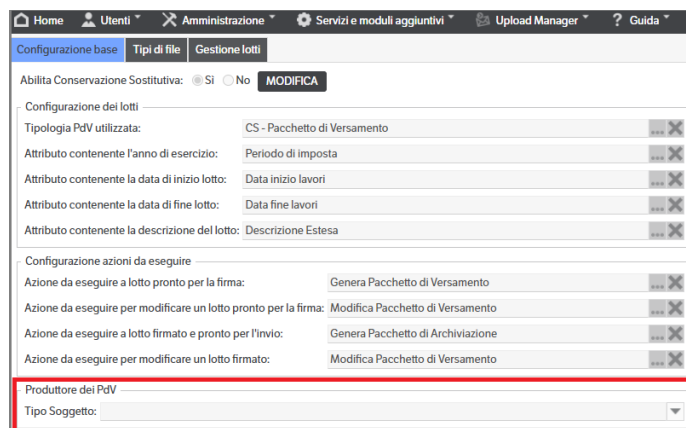 Home Utenti Amministrazione Servizi e moduli aggiuntivi Upload Manager ? Guida
Configurazione base Tipi di file Gestione lotti
Abilita Conservazione Sostitutiva: Sì No MODIFICA
Configurazione dei lotti
Tipologia PdV utilizzata: CS - Pacchetto di Versamento ...
Attributo contenente l'anno di esercizio: Periodo di imposta ...
Attributo contenente la data di inizio lotto: Data inizio lavori ...
Attributo contenente la data di fine lotto: Data fine lavori ...
Attributo contenente la descrizione del lotto: Descrizione Estesa ...
Configurazione azioni da eseguire
Azione da eseguire a lotto pronto per la firma: Genera Pacchetto di Versamento ...
Azione da eseguire per modificare un lotto pronto per la firma: Modifica Pacchetto di Versamento ...
Azione da eseguire a lotto firmato e pronto per l'invio: Genera Pacchetto di Archiviazione ...
Azione da eseguire per modificare un lotto firmato: Modifica Pacchetto di Versamento ...
Produttore dei PdV
Tipo Soggetto: